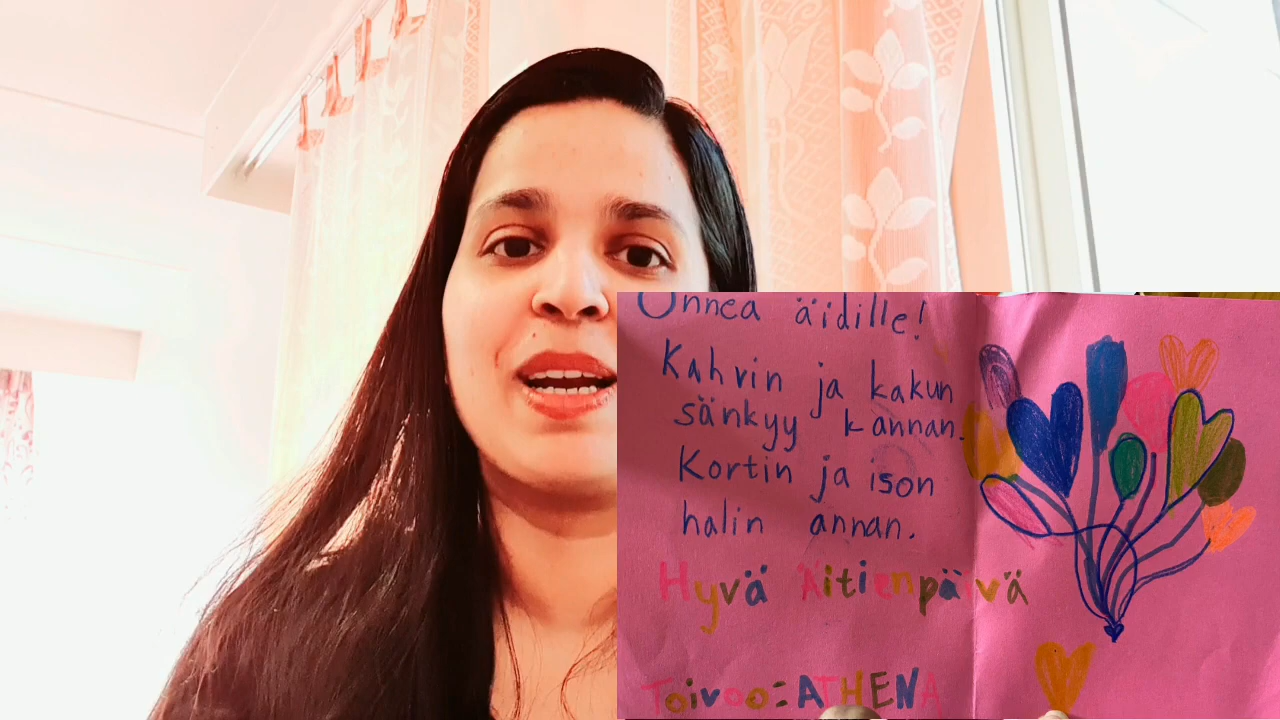 Onnea äidille!
Kahvin ja kakun
sänkyy kannan.
Kortin ja ison
halin annan.
Hyvä Äitienpäivä
Toivoo:ATHENA